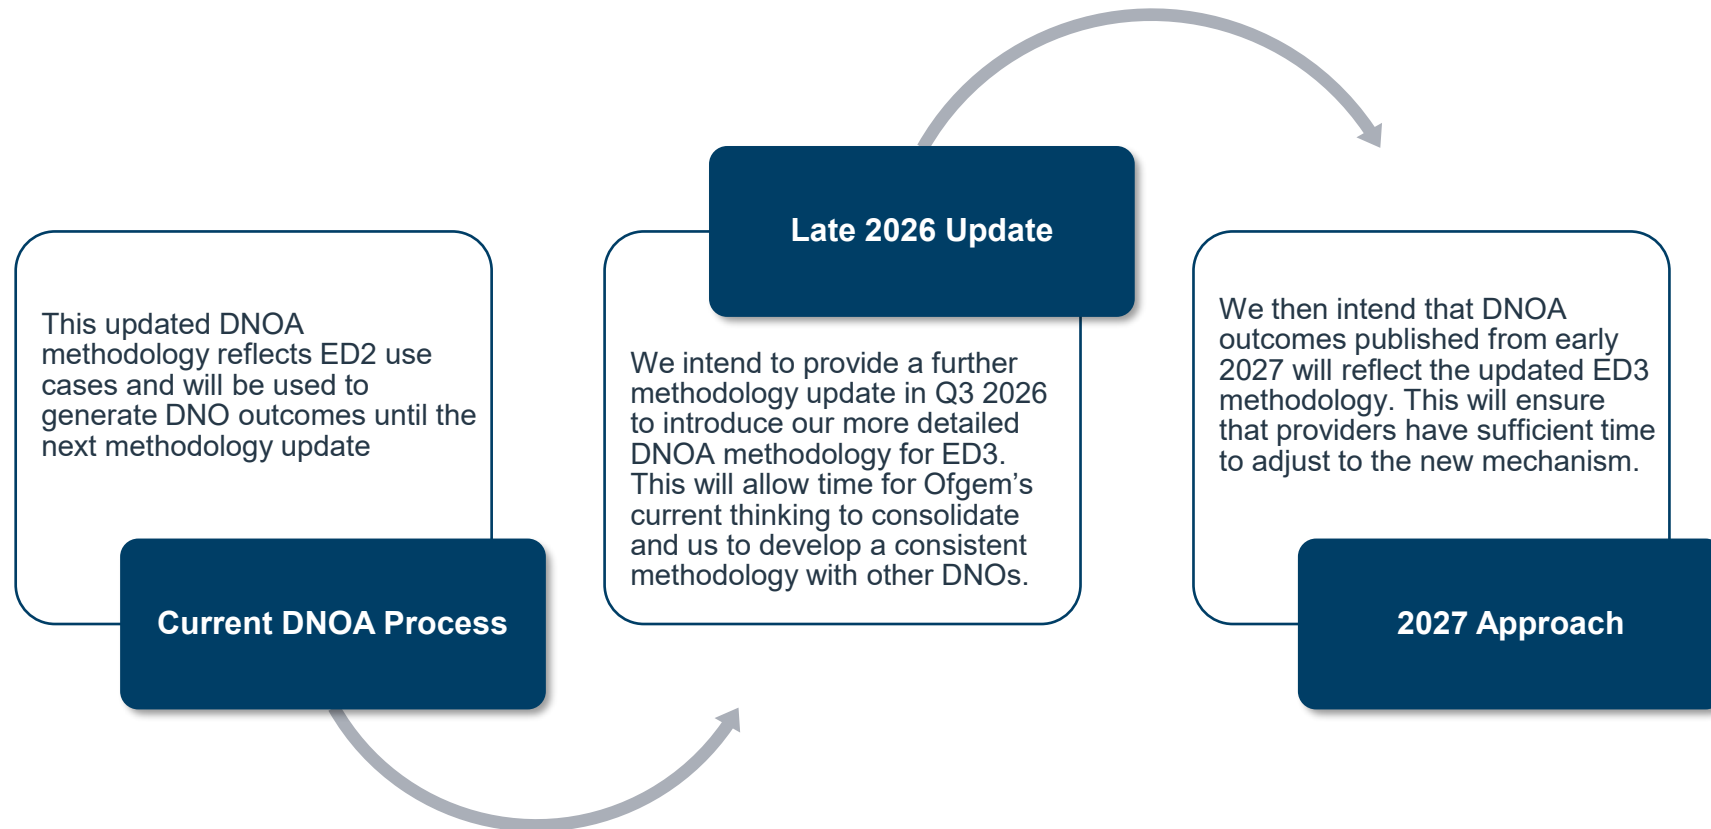 This updated DNOA
methodology reflects ED2 use
cases and will be used to
generate DNO outcomes until the
next methodology update
Current DNOA Process
Late 2026 Update
We intend to provide a further
methodology update in Q3 2026
to introduce our more detailed
DNOA methodology for ED3.
This will allow time for Ofgem’s
current thinking to consolidate
and us to develop a consistent
methodology with other DNOs.
We then intend that DNOA
outcomes published from early
2027 will reflect the updated ED3
methodology. This will ensure
that providers have sufficient time
to adjust to the new mechanism.
2027 Approach